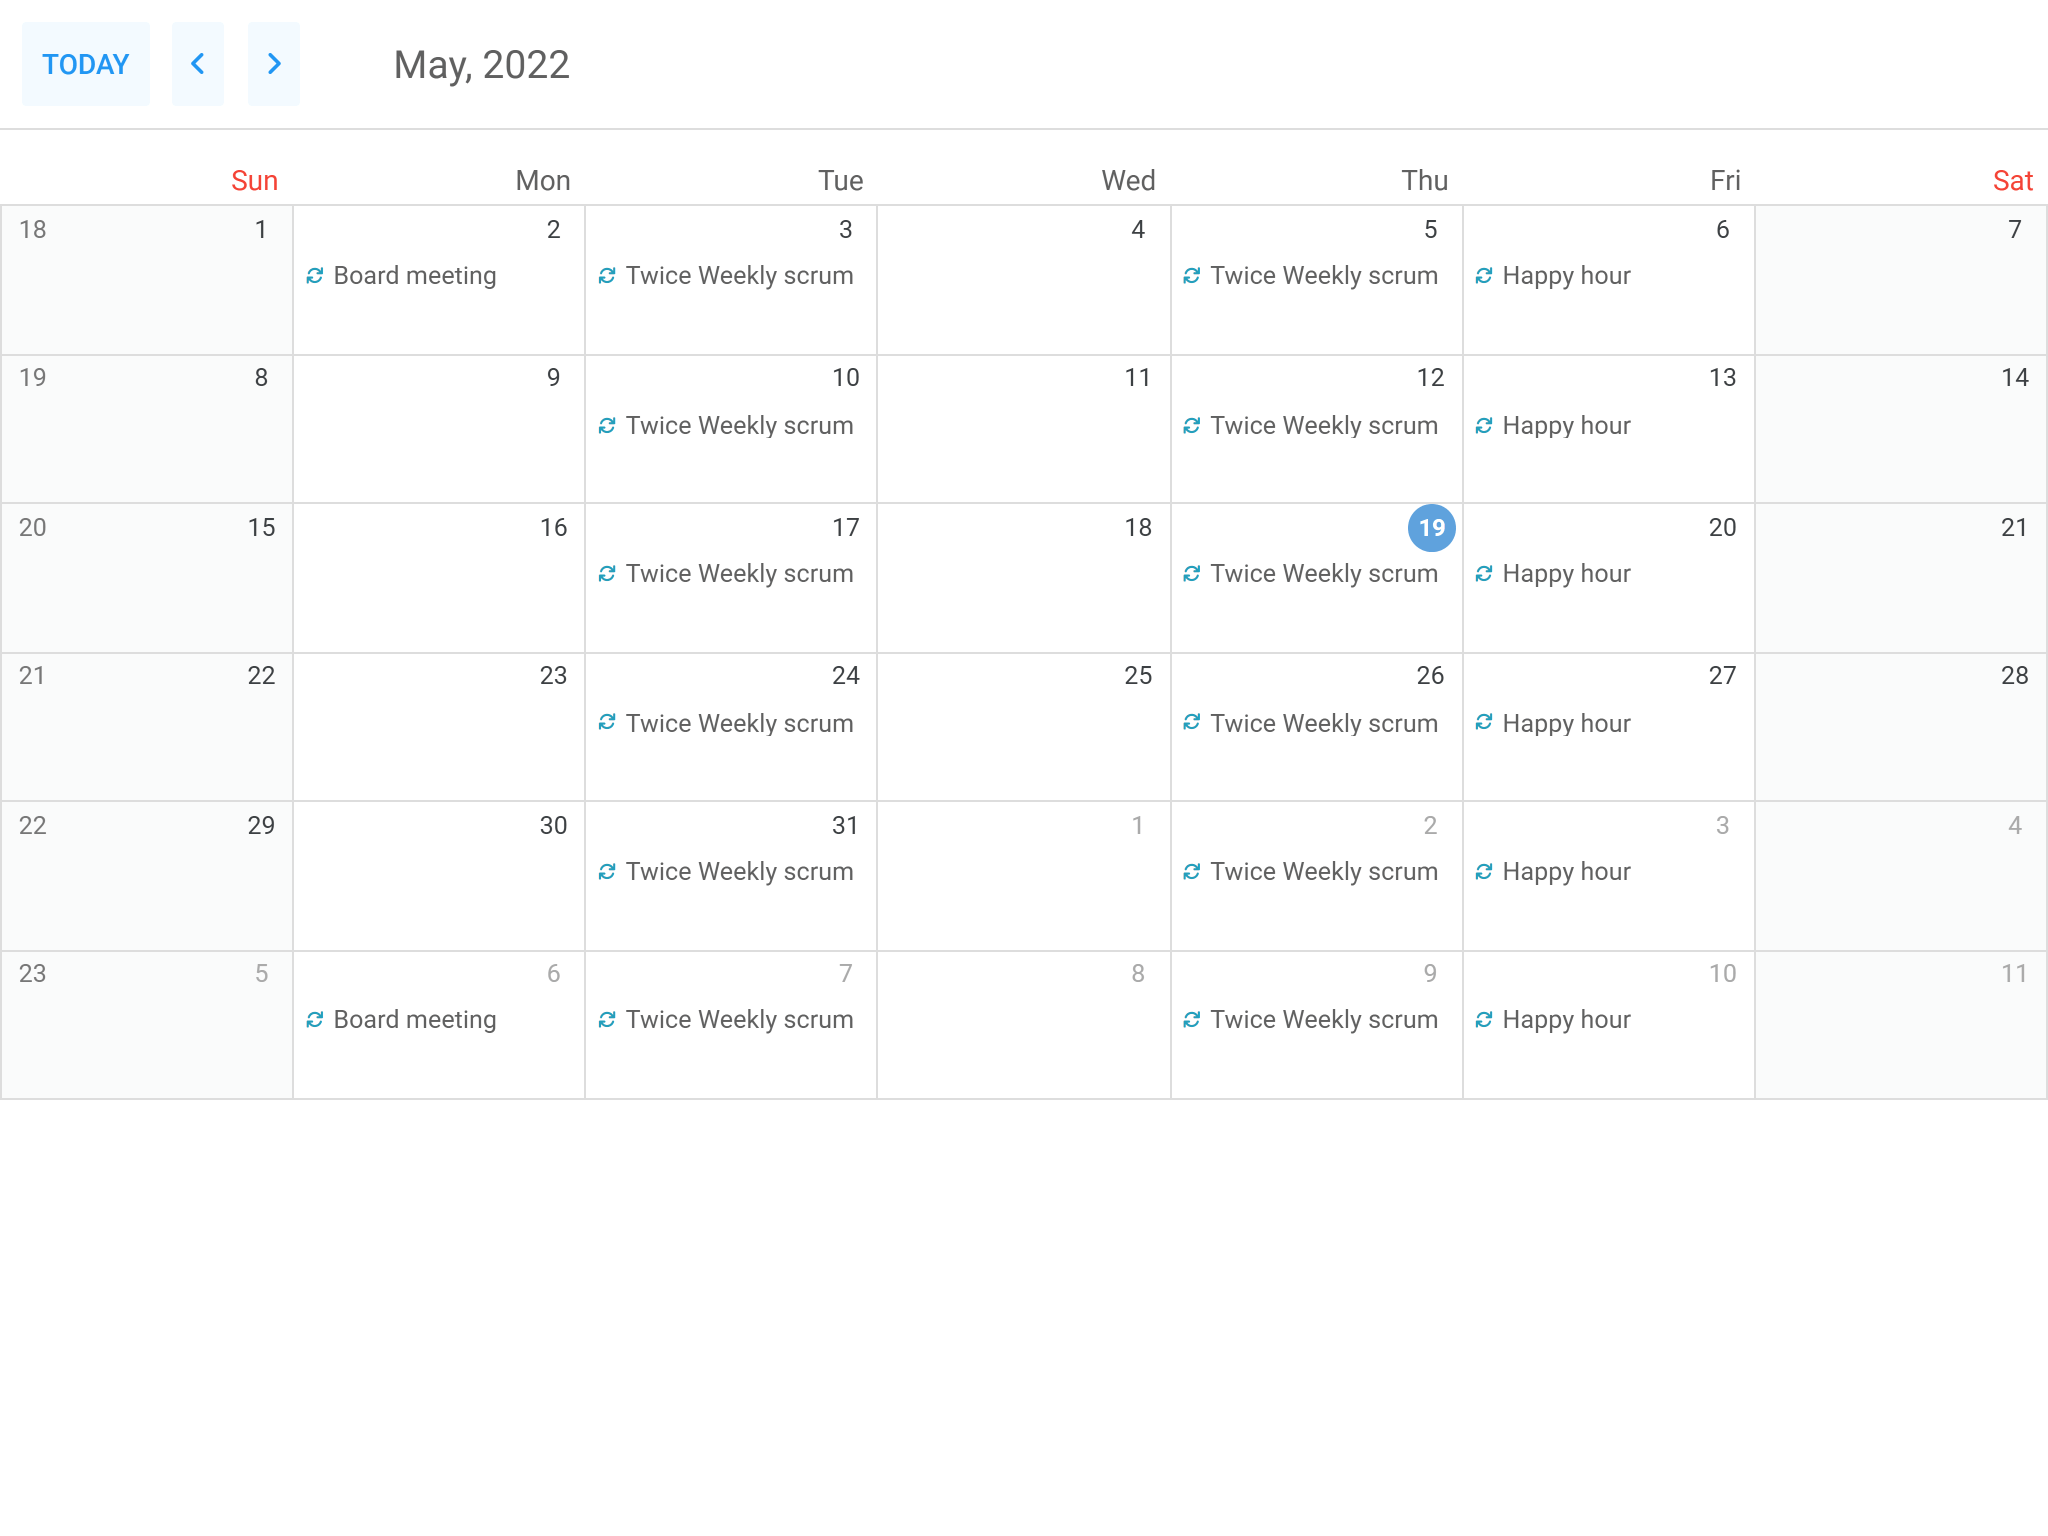 TODAY May, 2022
Sun Mon Tue Wed Thu Fri Sat
18 1 2 3 4 5 6 7
Board meeting Twice Weekly scrum Twice Weekly scrum Happy hour
19 8 9 10 11 12 13 14
Twice Weekly scrum Twice Weekly scrum Happy hour
20 15 16 17 18 19 20 21
Twice Weekly scrum Twice Weekly scrum Happy hour
21 22 23 24 25 26 27 28
Twice Weekly scrum Twice Weekly scrum Happy hour
22 29 30 31 1 2 3 4
Twice Weekly scrum Twice Weekly scrum Happy hour
23 5 6 7 8 9 10 11
Board meeting Twice Weekly scrum Twice Weekly scrum Happy hour